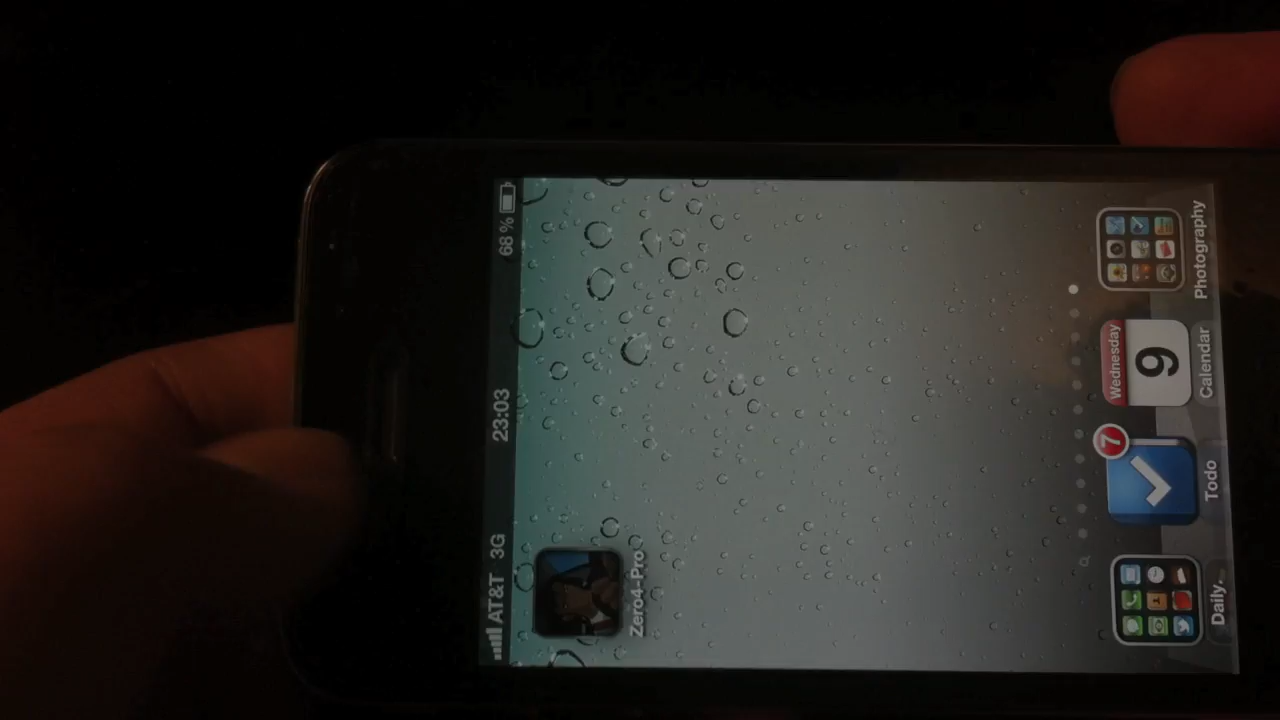 AT&T 3G 23:03 68%
Zero4-Pro
7
Wednesday
9
Daily. Todo Calendar Photography